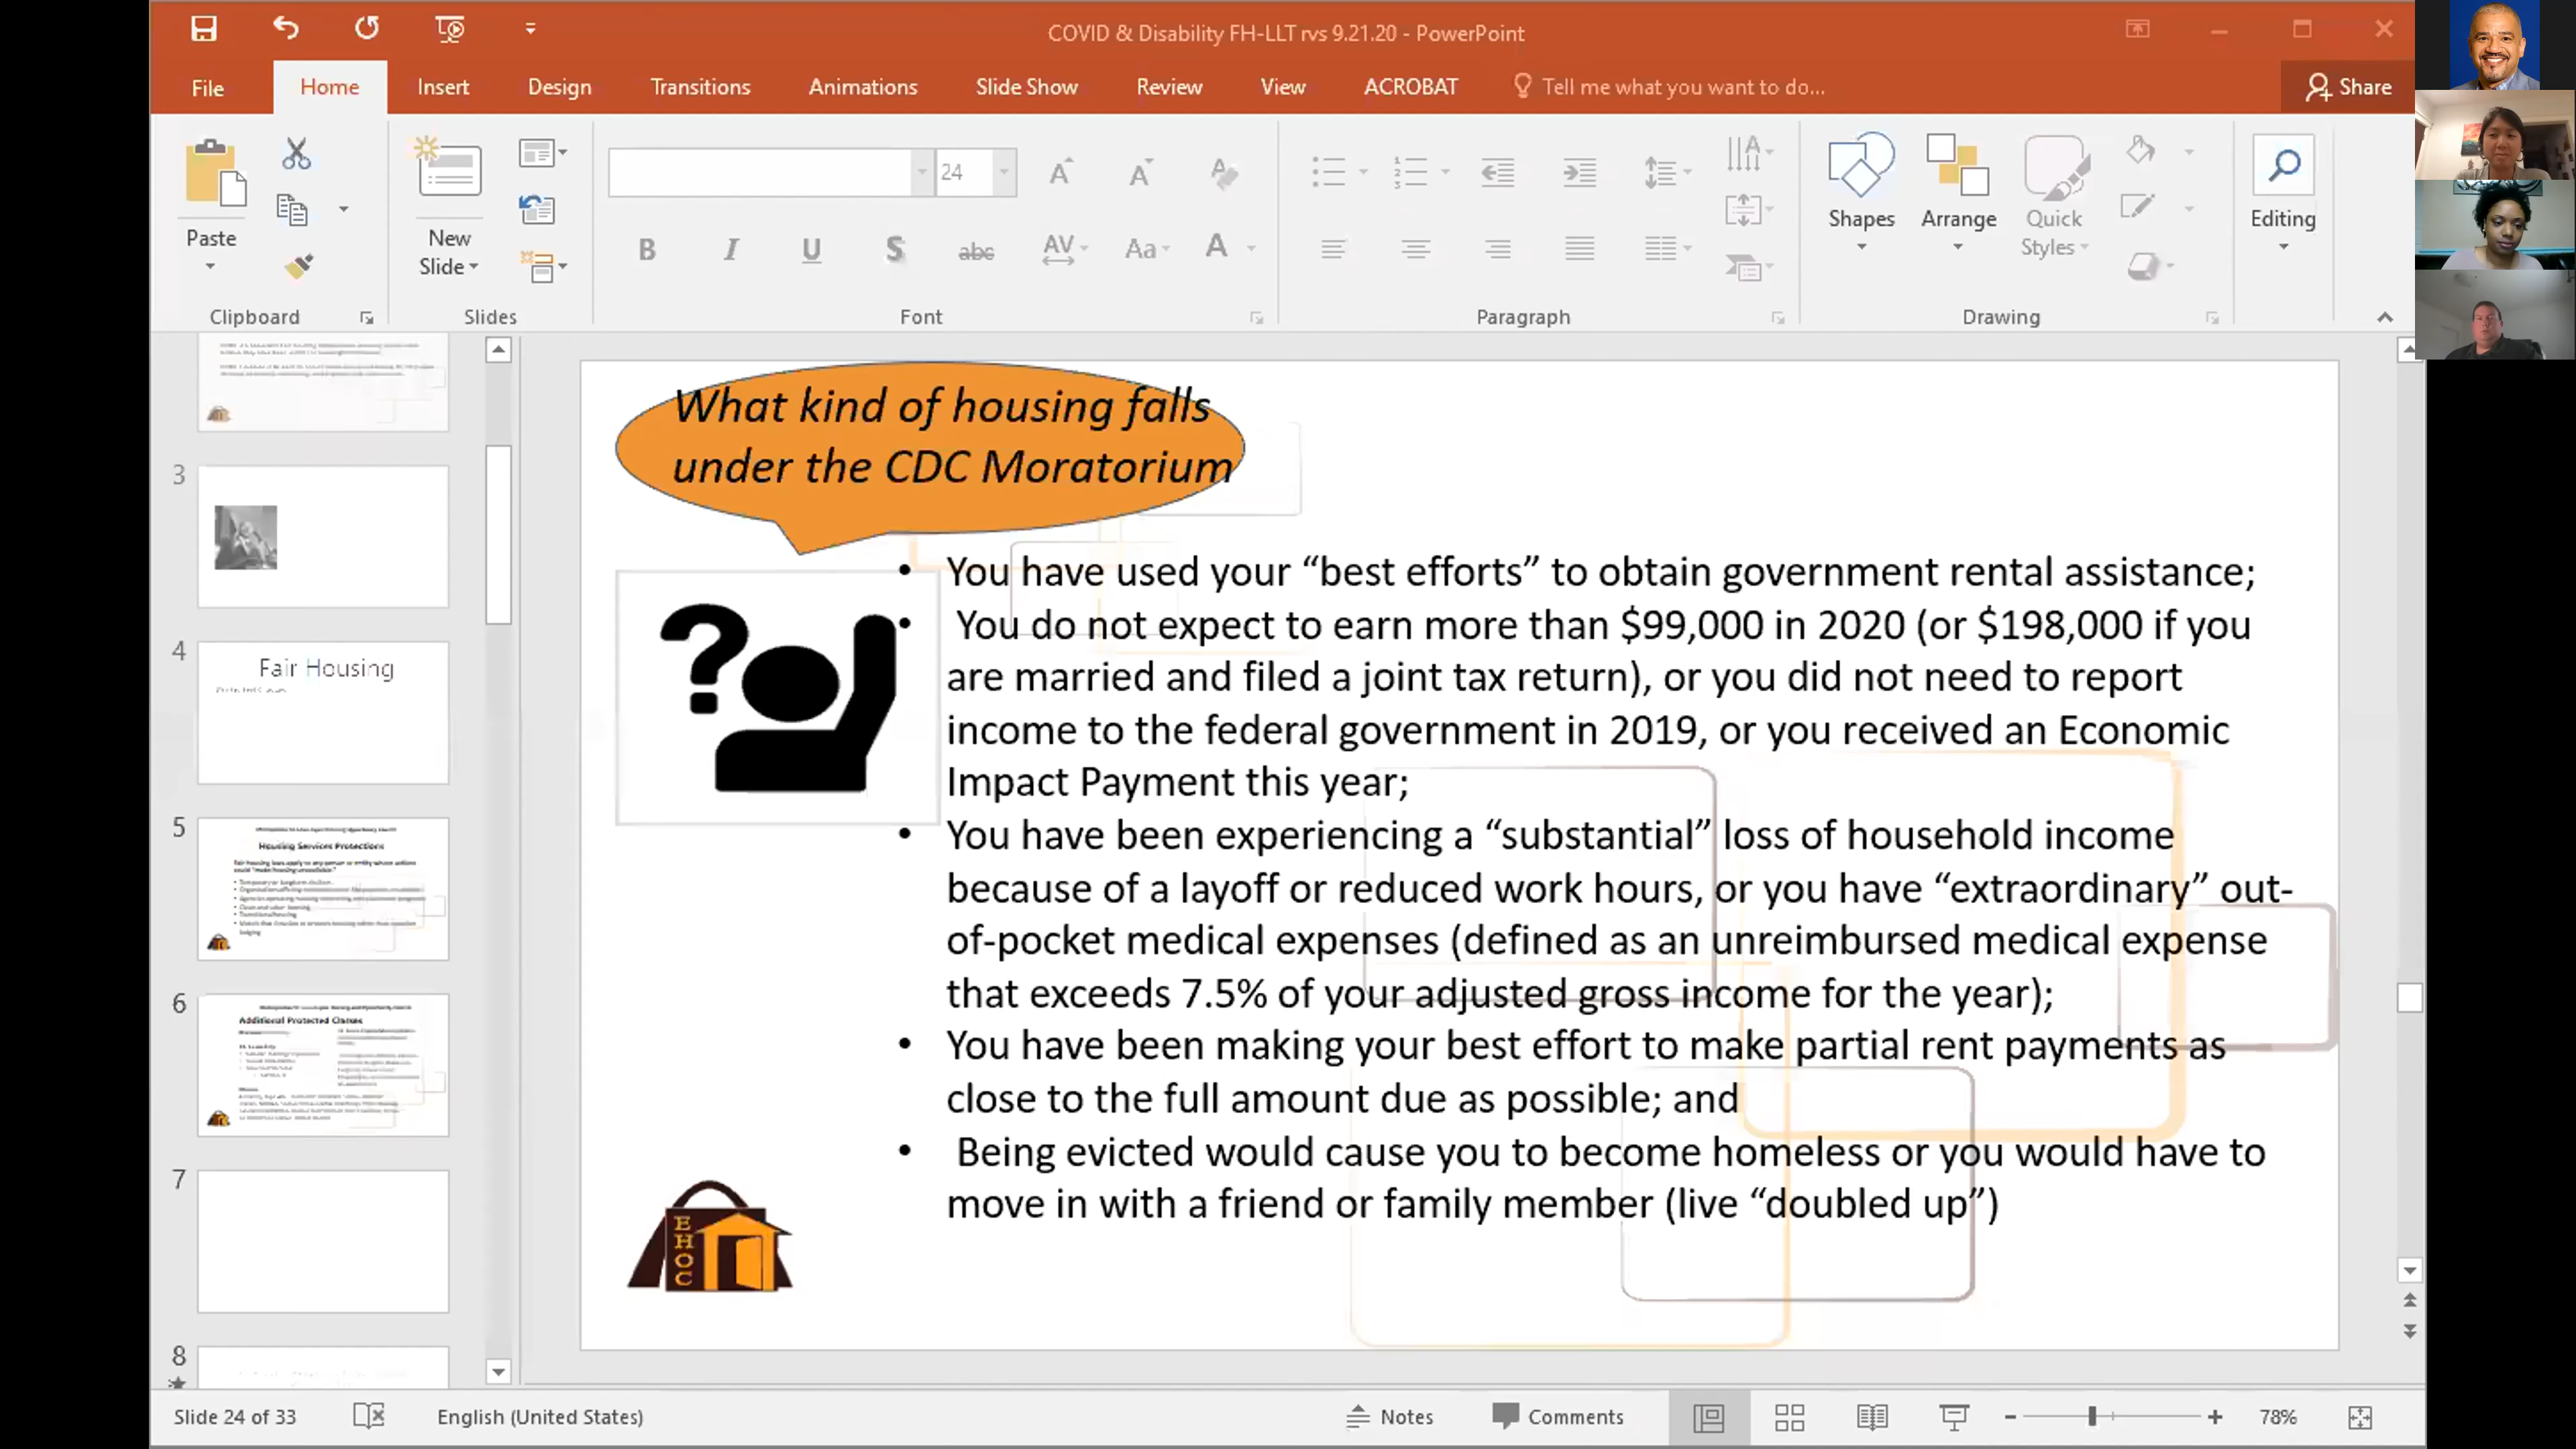 COVID & Disability FH-LLT rvs 9.21.20 - PowerPoint
File Home Insert Design Transitions Animations Slide Show Review View ACROBAT Tell me what you want to do... Share
Paste
New
Slide
24
B I U S abc AV Aa A
Shapes Arrange Quick
Styles
Editing
Clipboard Slides Font Paragraph Drawing
3
4
Fair Housing
5
Housing Services Protections
6
Additional Protected Classes
7
8
What kind of housing falls
under the CDC Moratorium
• You have used your “best efforts” to obtain government rental assistance;
• You do not expect to earn more than $99,000 in 2020 (or $198,000 if you
are married and filed a joint tax return), or you did not need to report
income to the federal government in 2019, or you received an Economic
Impact Payment this year;
• You have been experiencing a “substantial” loss of household income
because of a layoff or reduced work hours, or you have “extraordinary” out-
of-pocket medical expenses (defined as an unreimbursed medical expense
that exceeds 7.5% of your adjusted gross income for the year);
• You have been making your best effort to make partial rent payments as
close to the full amount due as possible; and
• Being evicted would cause you to become homeless or you would have to
move in with a friend or family member (live “doubled up”)
EHOC
Slide 24 of 33 English (United States) Notes Comments 78%